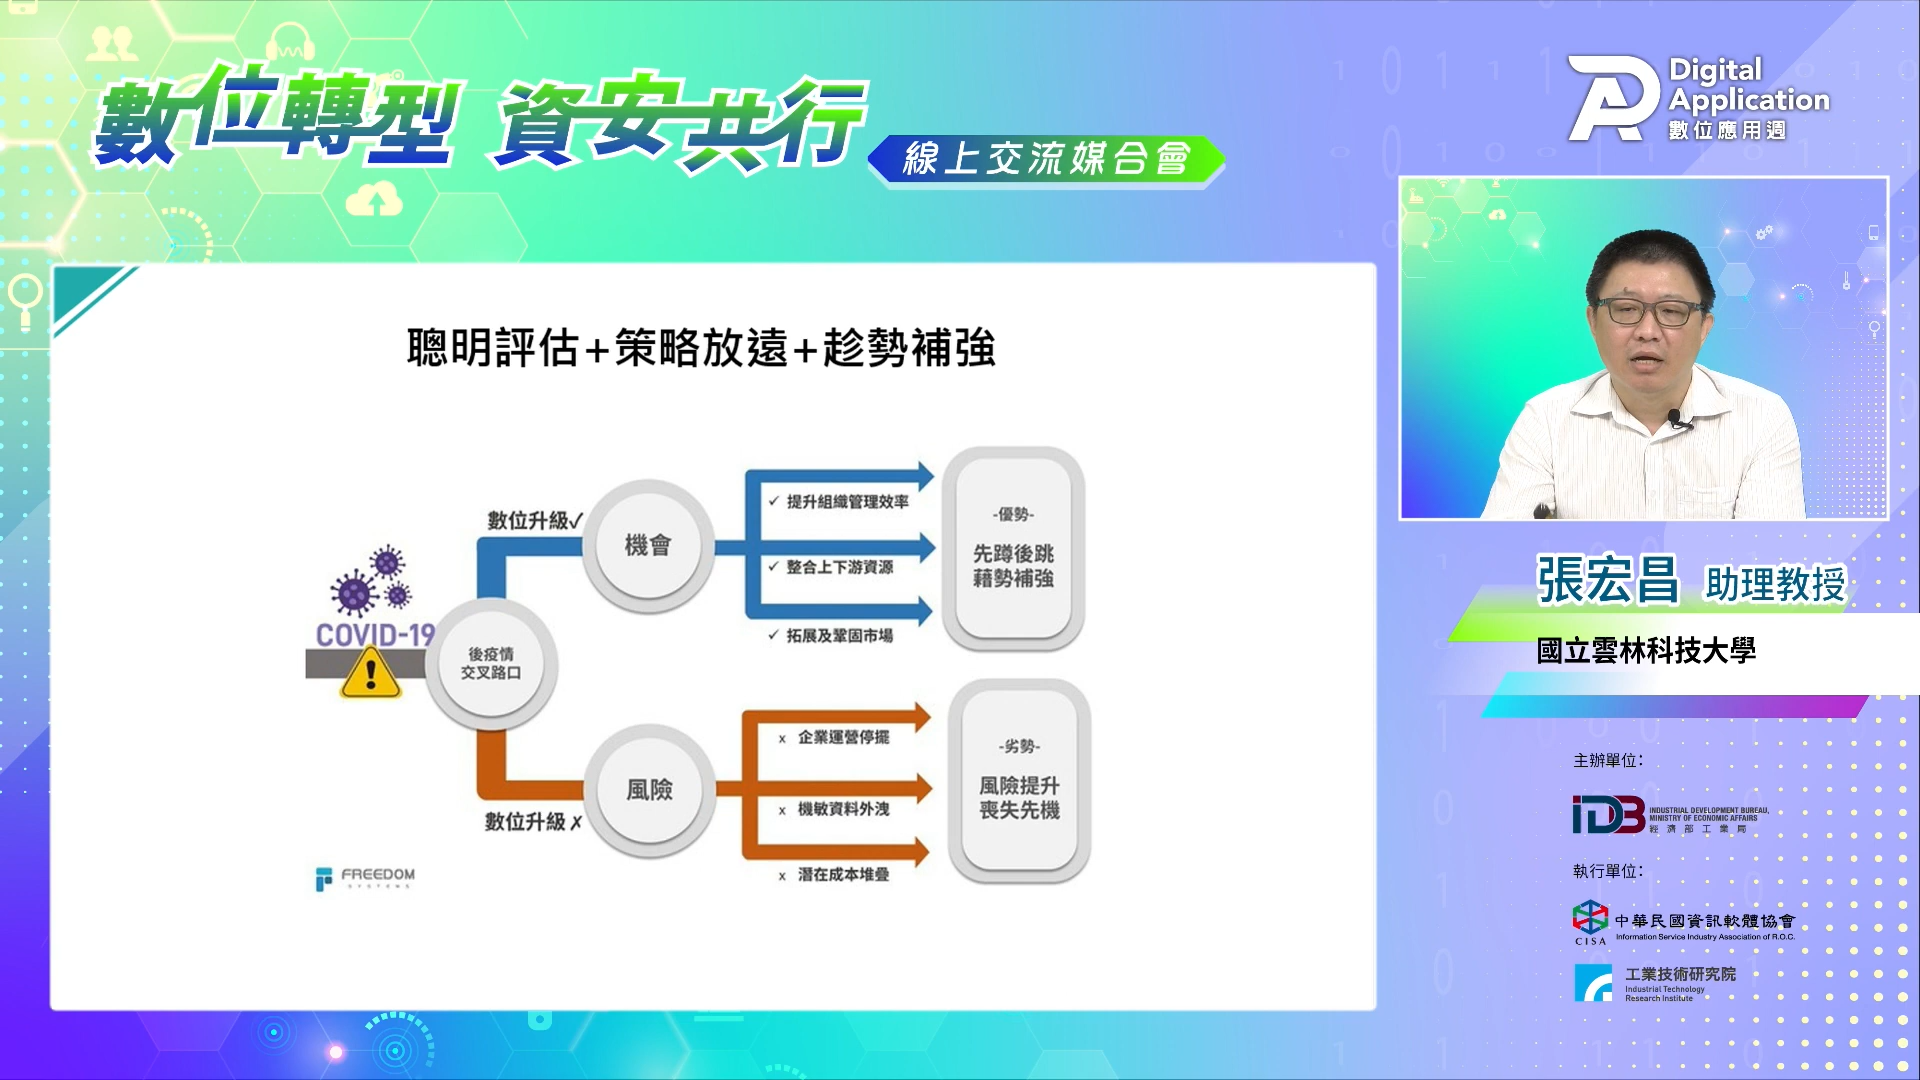 數位轉型 資安共行
線上交流媒合會
Digital
Application
數位應用週
聰明評估+策略放遠+趁勢補強
數位升級✓
機會
✓ 提升組織管理效率
✓ 整合上下游資源
✓ 拓展及鞏固市場
-優勢-
先蹲後跳
藉勢補強
COVID-19
後疫情
交叉路口
數位升級✗
風險
x 企業運營停擺
x 機敏資料外洩
x 潛在成本堆疊
-劣勢-
風險提升
喪失先機
FREEDOM
SYSTEMS
張宏昌 助理教授
國立雲林科技大學
主辦單位:
IDB
INDUSTRIAL DEVELOPMENT BUREAU,
MINISTRY OF ECONOMIC AFFAIRS
經濟部工業局
執行單位:
CISA
中華民國資訊軟體協會
Information Service Industry Association of R.O.C.
工業技術研究院
Industrial Technology
Research Institute